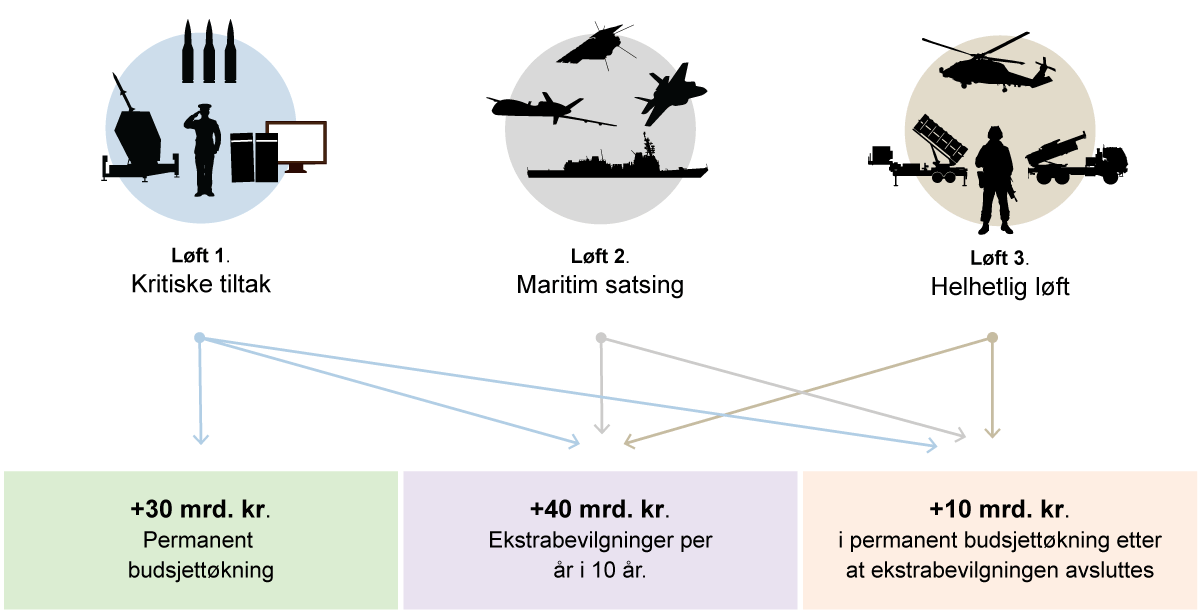 Løft 1.
Kritiske tiltak
Løft 2.
Maritim satsing
Løft 3.
Helhetlig løft
+30 mrd. kr.
Permanent
budsjettøkning
+40 mrd. kr.
Ekstrabevilgninger per
år i 10 år.
+10 mrd. kr.
i permanent budsjettøkning etter
at ekstrabevilgningen avsluttes